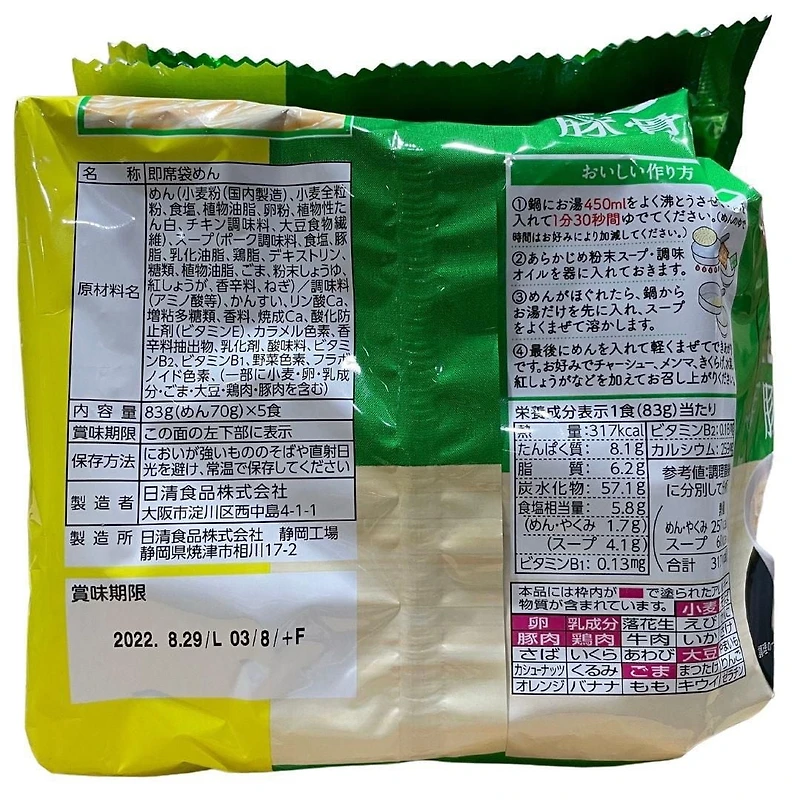 豚骨
名　　称 即席袋めん
原材料名
めん(小麦粉(国内製造)、小麦全粒
粉、食塩、植物油脂、卵粉、植物性た
ん白、チキン調味料、大豆食物繊
維)、スープ(ポーク調味料、食塩、豚
脂、乳化油脂、鶏脂、デキストリン、
糖類、植物油脂、ごま、粉末しょうゆ、
紅しょうが、香辛料、ねぎ)/調味料
(アミノ酸等)、かんすい、リン酸Ca、
増粘多糖類、香料、焼成Ca、酸化防
止剤(ビタミンE)、カラメル色素、香
辛料抽出物、乳化剤、酸味料、ビタミ
ンB2、ビタミンB1、野菜色素、フラボ
ノイド色素、(一部に小麦・卵・乳成
分・ごま・大豆・鶏肉・豚肉を含む)
内 容 量 83g(めん70g)×5食
賞味期限 この面の左下部に表示
保存方法 においが強いもののそばや直射日
光を避け、常温で保存してください
製 造 者 日清食品株式会社
大阪市淀川区西中島4-1-1
製 造 所 日清食品株式会社　静岡工場
静岡県焼津市相川17-2
賞味期限
2022. 8.29/L 03/8/+F
おいしい作り方
①鍋にお湯450mlをよく沸とうさせ、
入れて1分30秒間ゆでてください。(めんのゆで
時間はお好みにより加減してください。)
②あらかじめ粉末スープ・調味
オイルを器に入れておきます。
③めんがほぐれたら、鍋から
お湯だけを先に入れ、スープ
をよくまぜて溶かします。
④最後にめんを入れて軽くまぜて
です。お好みでチャーシュー、メンマ、きくらげ、
紅しょうがなどを加えてお召し上がりください。
栄養成分表示1食(83g)当たり
熱　　量:317kcal
たんぱく質: 8.1g
脂　　質: 6.2g
炭水化物: 57.1g
食塩相当量: 5.8g
(めん・やくみ 1.7g)
(スープ 4.1g)
ビタミンB1: 0.13mg
ビタミンB2:
カルシウム:
参考値:調理
に分別して
めん・やくみ
スープ
合計
本品には枠内が で塗られた
物質が含まれています。 小麦
卵 乳成分 落花生 えび
豚肉 鶏肉 牛肉 いか
さば いくら あわび 大豆
カシューナッツ くるみ ごま まつたけ
オレンジ バナナ もも キウイ ゼラチン